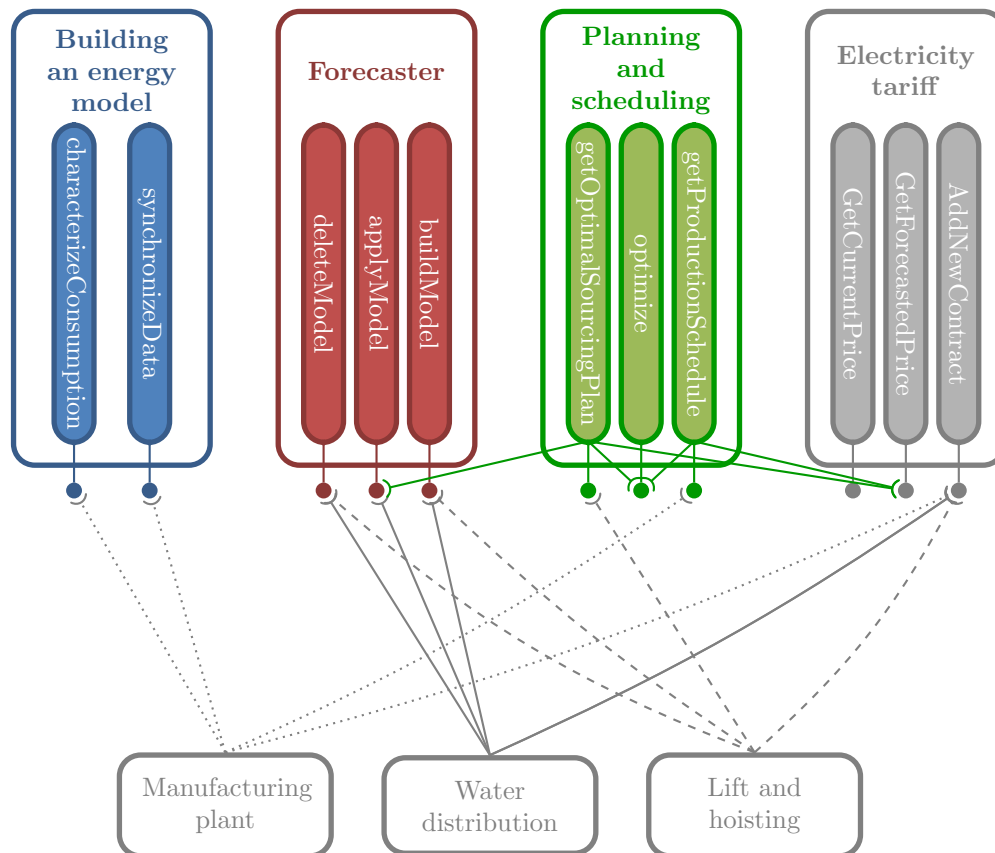 Building
an energy
model
characterizeConsumption
synchronizeData
Forecaster
deleteModel
applyModel
buildModel
Planning
and
scheduling
getOptimalSourcingPlan
optimize
getProductionSchedule
Electricity
tariff
GetCurrentPrice
GetForecastedPrice
AddNewContract
Manufacturing
plant
Water
distribution
Lift and
hoisting